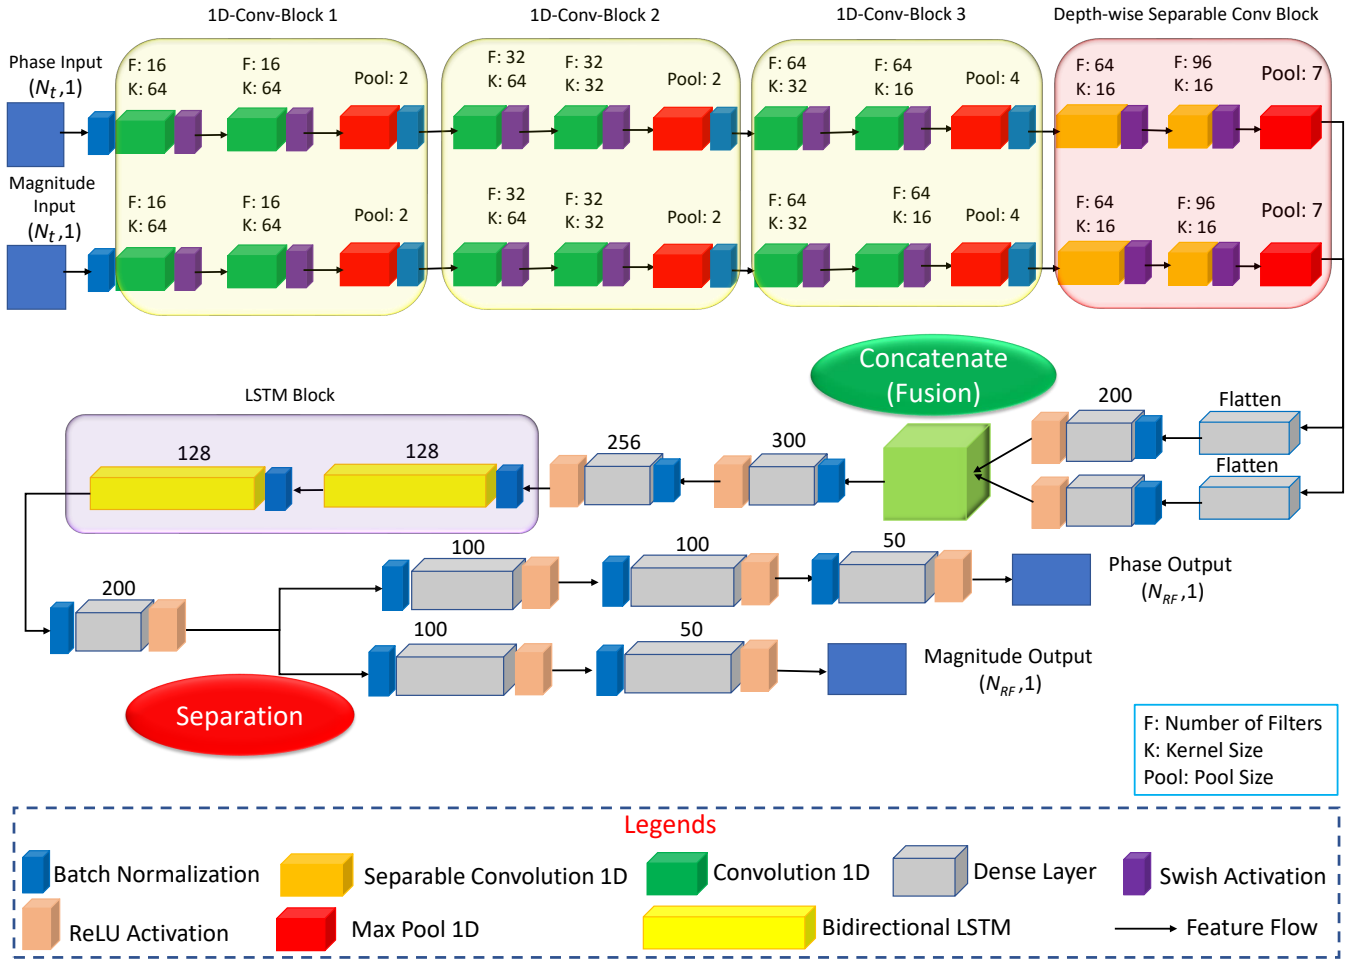 1D-Conv-Block 1
1D-Conv-Block 2
1D-Conv-Block 3
Depth-wise Separable Conv Block
Phase Input
(N_t,1)
F: 16
K: 64
F: 16
K: 64
Pool: 2
F: 32
K: 64
F: 32
K: 32
Pool: 2
F: 64
K: 32
F: 64
K: 16
Pool: 4
F: 64
K: 16
F: 96
K: 16
Pool: 7
Magnitude
Input
(N_t,1)
F: 16
K: 64
F: 16
K: 64
Pool: 2
F: 32
K: 64
F: 32
K: 32
Pool: 2
F: 64
K: 32
F: 64
K: 16
Pool: 4
F: 64
K: 16
F: 96
K: 16
Pool: 7
Concatenate
(Fusion)
LSTM Block
128
128
256
300
200
Flatten
Flatten
200
100
100
50
Phase Output
(N_RF,1)
100
50
Magnitude Output
(N_RF,1)
Separation
F: Number of Filters
K: Kernel Size
Pool: Pool Size
Legends
Batch Normalization
Separable Convolution 1D
Convolution 1D
Dense Layer
Swish Activation
ReLU Activation
Max Pool 1D
Bidirectional LSTM
Feature Flow